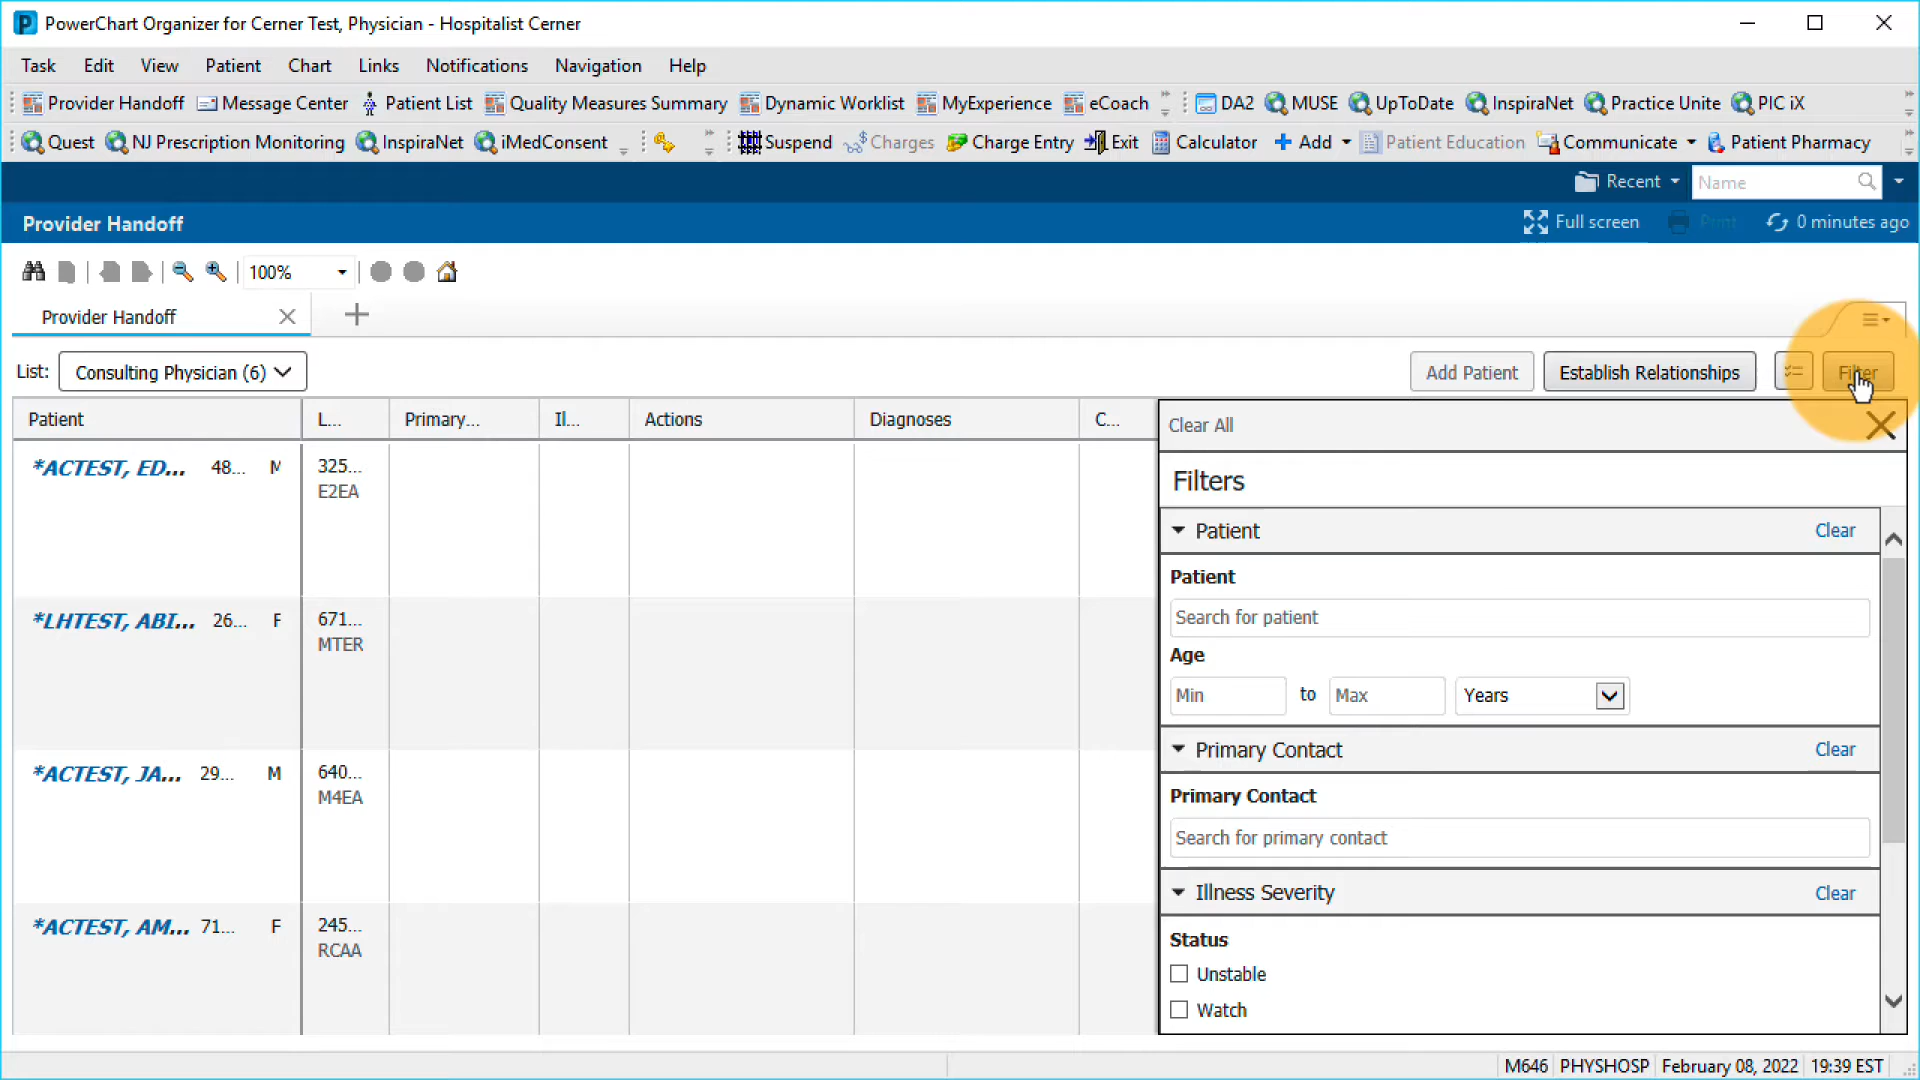 PowerChart Organizer for Cerner Test, Physician - Hospitalist Cerner
Task Edit View Patient Chart Links Notifications Navigation Help
Provider Handoff Message Center Patient List Quality Measures Summary Dynamic Worklist MyExperience eCoach DA2 MUSE UpToDate InspiraNet Practice Unite PIC iX
Quest NJ Prescription Monitoring InspiraNet iMedConsent Suspend Charges Charge Entry Exit Calculator Add Patient Education Communicate Patient Pharmacy
Recent Name
Provider Handoff Full screen Print 0 minutes ago
100%
Provider Handoff
List: Consulting Physician (6) Add Patient Establish Relationships Filter
Patient L... Primary... Il... Actions Diagnoses C...
Clear All
Filters
*ACTEST, ED... 48... M 325...
E2EA
*LHTEST, ABI... 26... F 671...
MTER
*ACTEST, JA... 29... M 640...
M4EA
*ACTEST, AM... 71... F 245...
RCAA
Patient Clear
Patient
Search for patient
Age
Min to Max Years
Primary Contact Clear
Primary Contact
Search for primary contact
Illness Severity Clear
Status
Unstable
Watch
M646 PHYSHOSP February 08, 2022 19:39 EST